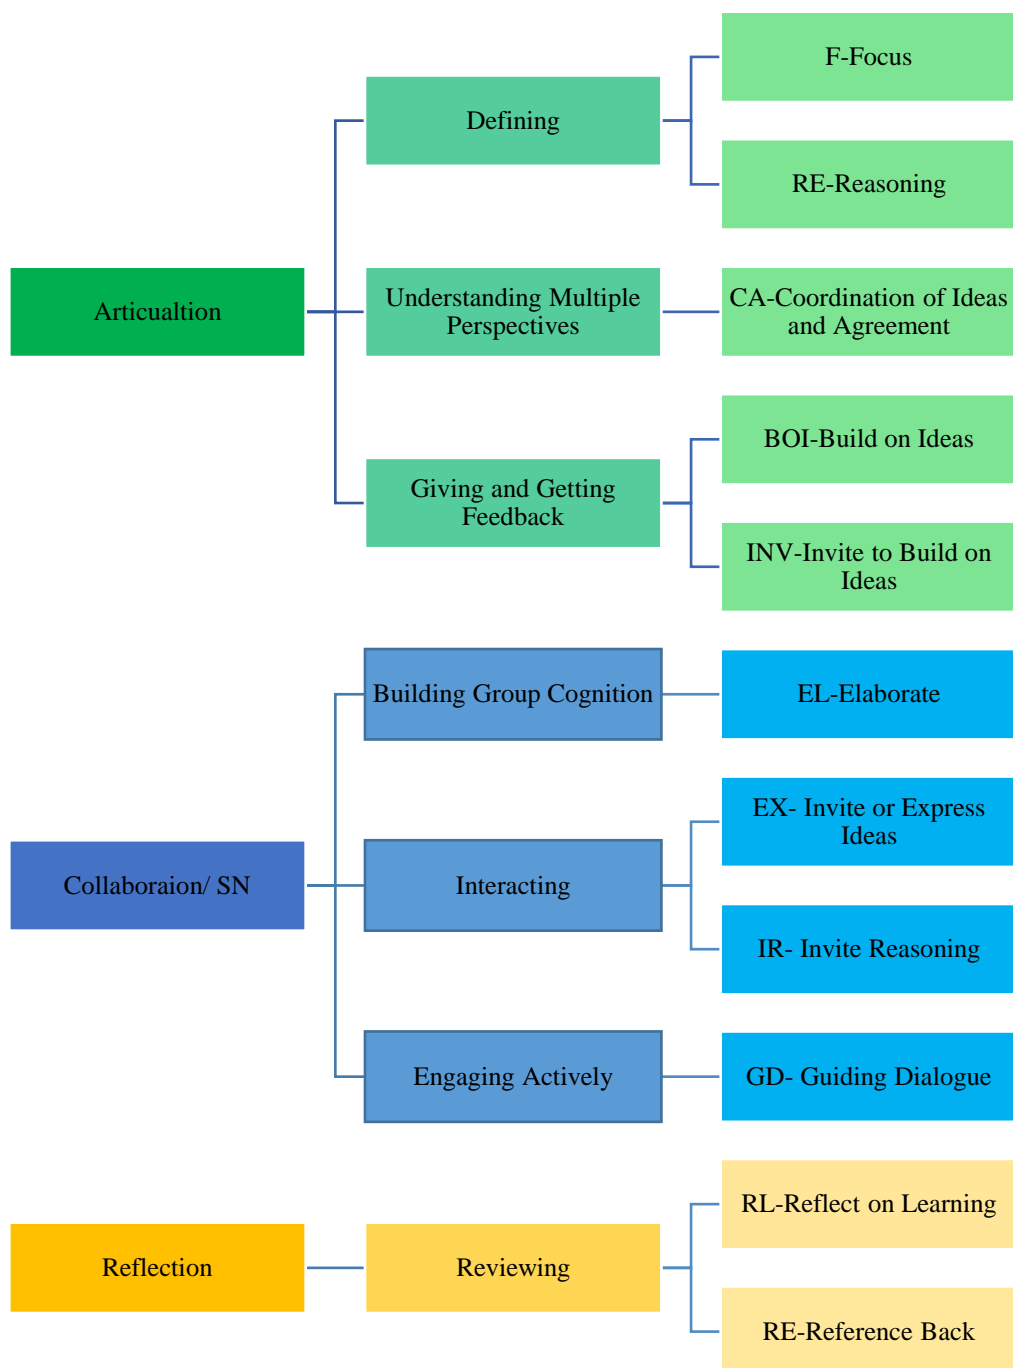 F-Focus
Defining
RE-Reasoning
Articualtion
Understanding Multiple
Perspectives
CA-Coordination of Ideas
and Agreement
BOI-Build on Ideas
Giving and Getting
Feedback
INV-Invite to Build on
Ideas
Building Group Cognition
EL-Elaborate
EX- Invite or Express
Ideas
Collaboraion/ SN
Interacting
IR- Invite Reasoning
Engaging Actively
GD- Guiding Dialogue
RL-Reflect on Learning
Reflection
Reviewing
RE-Reference Back